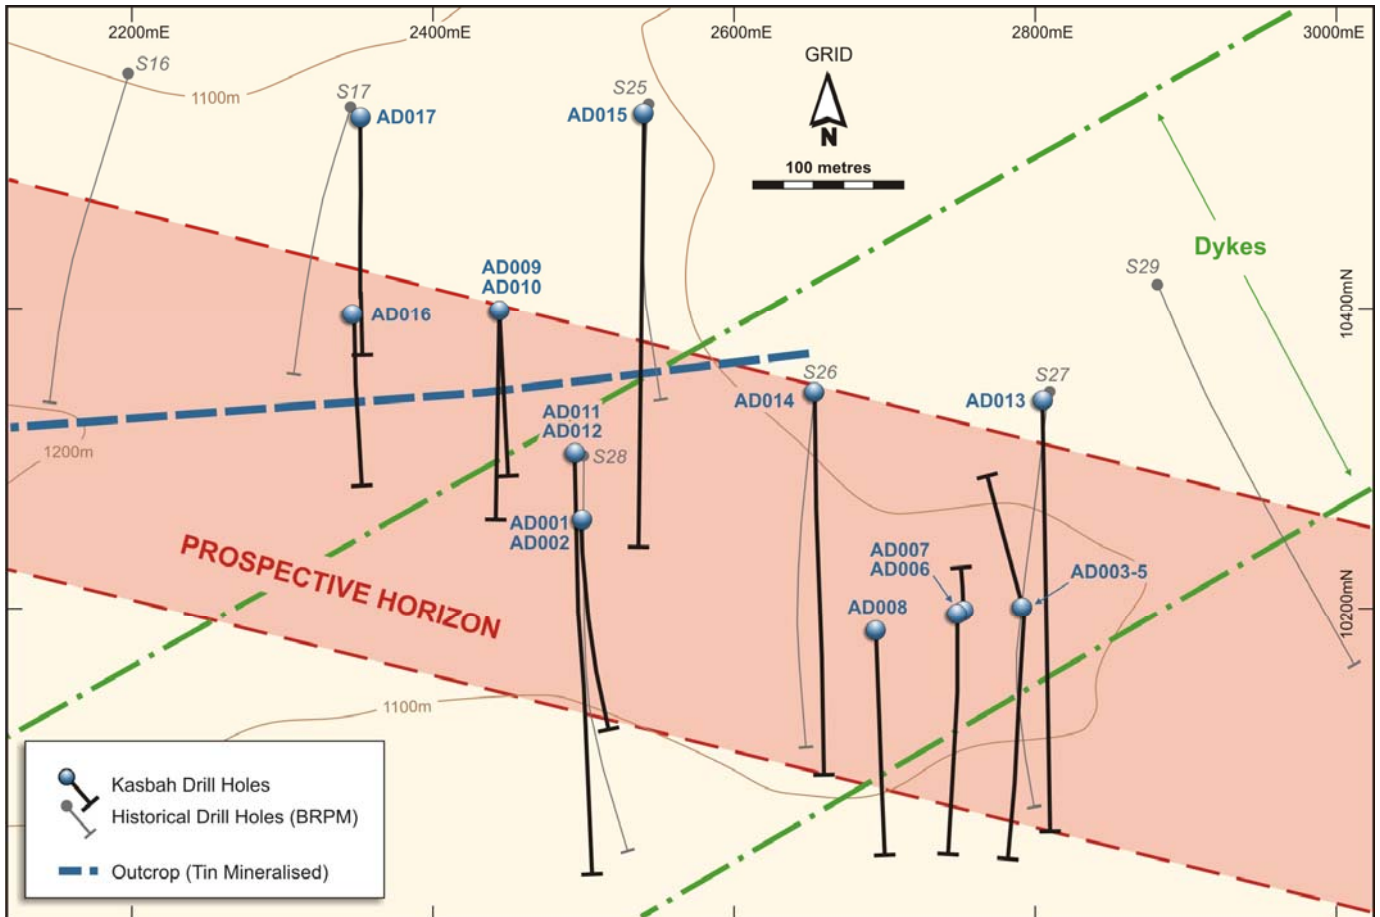 2200mE
2400mE
2600mE
2800mE
3000mE
S16
1100m
S17
AD017
S25
AD015
GRID
N
100 metres
Dykes
S29
10400mN
AD009
AD010
AD016
S26
AD014
S27
AD013
AD011
AD012
S28
1200m
AD001
AD002
PROSPECTIVE HORIZON
AD007
AD006
AD003-5
AD008
10200mN
1100m
Kasbah Drill Holes
Historical Drill Holes (BRPM)
Outcrop (Tin Mineralised)